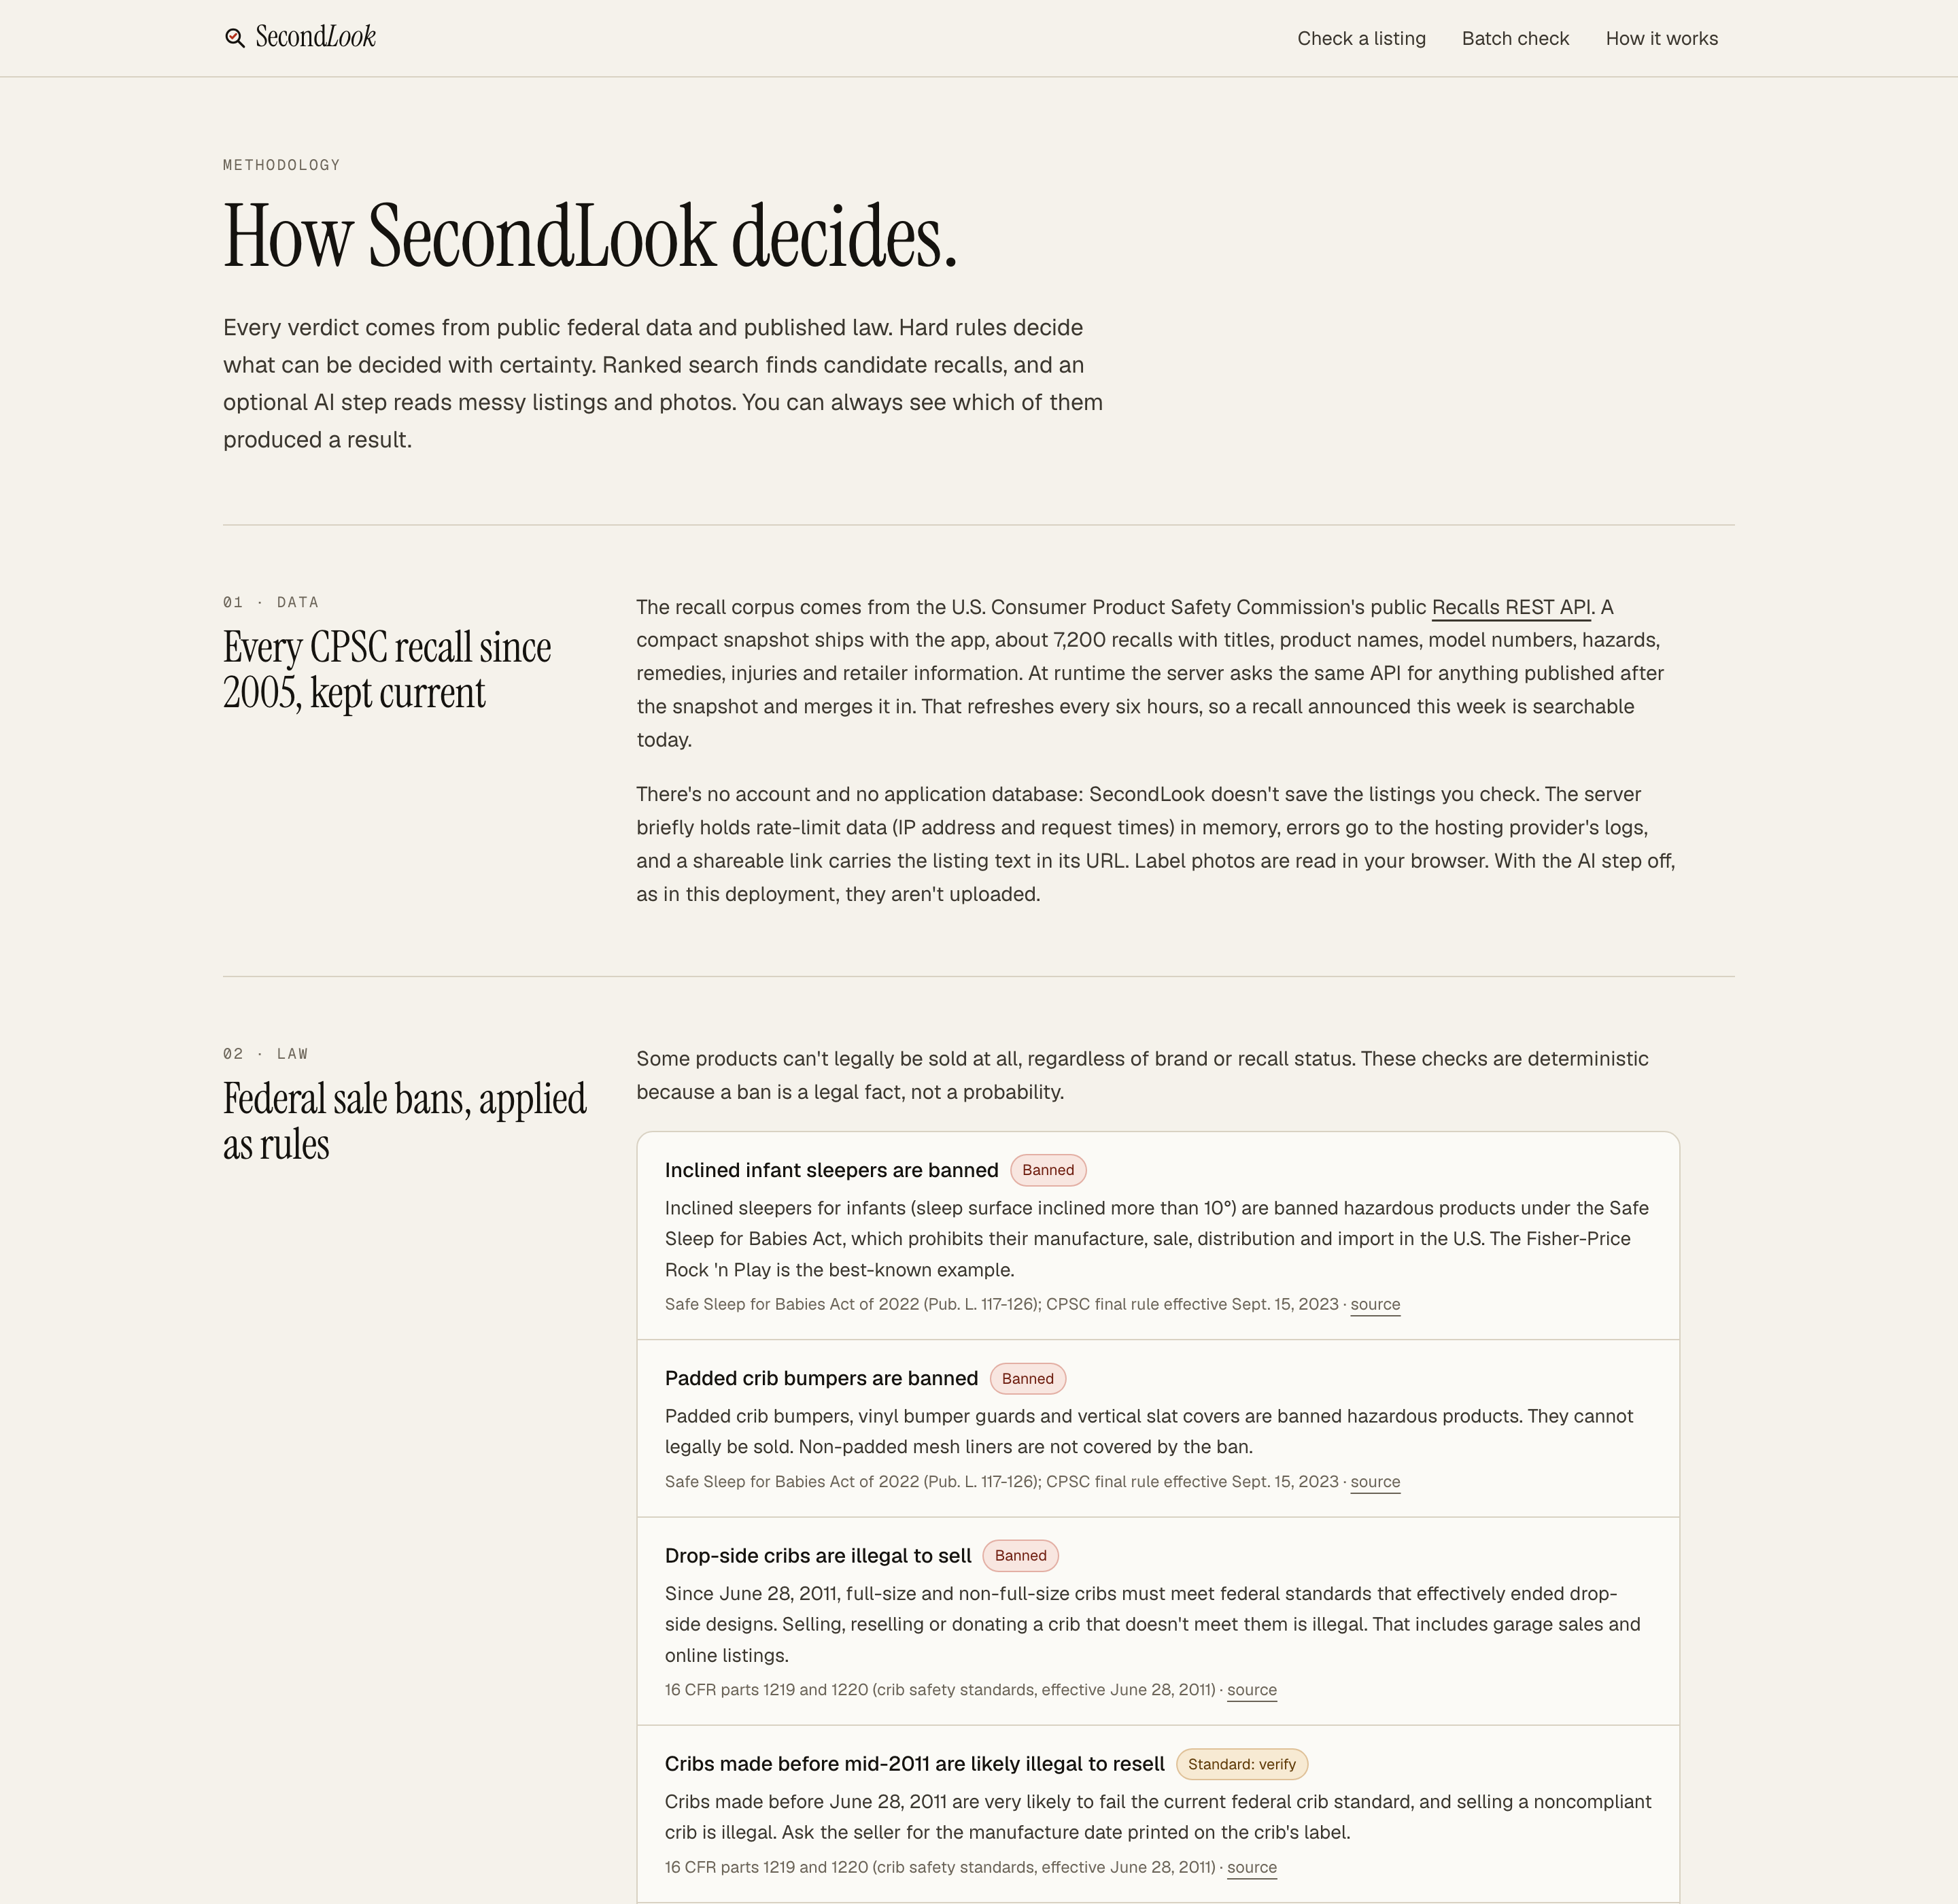 SecondLook
Check a listing
Batch check
How it works
METHODOLOGY
How SecondLook decides.
Every verdict comes from public federal data and published law. Hard rules decide
what can be decided with certainty. Ranked search finds candidate recalls, and an
optional AI step reads messy listings and photos. You can always see which of them
produced a result.
01 · DATA
Every CPSC recall since
2005, kept current
The recall corpus comes from the U.S. Consumer Product Safety Commission's public Recalls REST API. A
compact snapshot ships with the app, about 7,200 recalls with titles, product names, model numbers, hazards,
remedies, injuries and retailer information. At runtime the server asks the same API for anything published after
the snapshot and merges it in. That refreshes every six hours, so a recall announced this week is searchable
today.
There's no account and no application database: SecondLook doesn't save the listings you check. The server
briefly holds rate-limit data (IP address and request times) in memory, errors go to the hosting provider's logs,
and a shareable link carries the listing text in its URL. Label photos are read in your browser. With the AI step off,
as in this deployment, they aren't uploaded.
02 · LAW
Federal sale bans, applied
as rules
Some products can't legally be sold at all, regardless of brand or recall status. These checks are deterministic
because a ban is a legal fact, not a probability.
Inclined infant sleepers are banned Banned
Inclined sleepers for infants (sleep surface inclined more than 10°) are banned hazardous products under the Safe
Sleep for Babies Act, which prohibits their manufacture, sale, distribution and import in the U.S. The Fisher-Price
Rock 'n Play is the best-known example.
Safe Sleep for Babies Act of 2022 (Pub. L. 117-126); CPSC final rule effective Sept. 15, 2023 · source
Padded crib bumpers are banned Banned
Padded crib bumpers, vinyl bumper guards and vertical slat covers are banned hazardous products. They cannot
legally be sold. Non-padded mesh liners are not covered by the ban.
Safe Sleep for Babies Act of 2022 (Pub. L. 117-126); CPSC final rule effective Sept. 15, 2023 · source
Drop-side cribs are illegal to sell Banned
Since June 28, 2011, full-size and non-full-size cribs must meet federal standards that effectively ended drop-
side designs. Selling, reselling or donating a crib that doesn't meet them is illegal. That includes garage sales and
online listings.
16 CFR parts 1219 and 1220 (crib safety standards, effective June 28, 2011) · source
Cribs made before mid-2011 are likely illegal to resell Standard: verify
Cribs made before June 28, 2011 are very likely to fail the current federal crib standard, and selling a noncompliant
crib is illegal. Ask the seller for the manufacture date printed on the crib's label.
16 CFR parts 1219 and 1220 (crib safety standards, effective June 28, 2011) · source